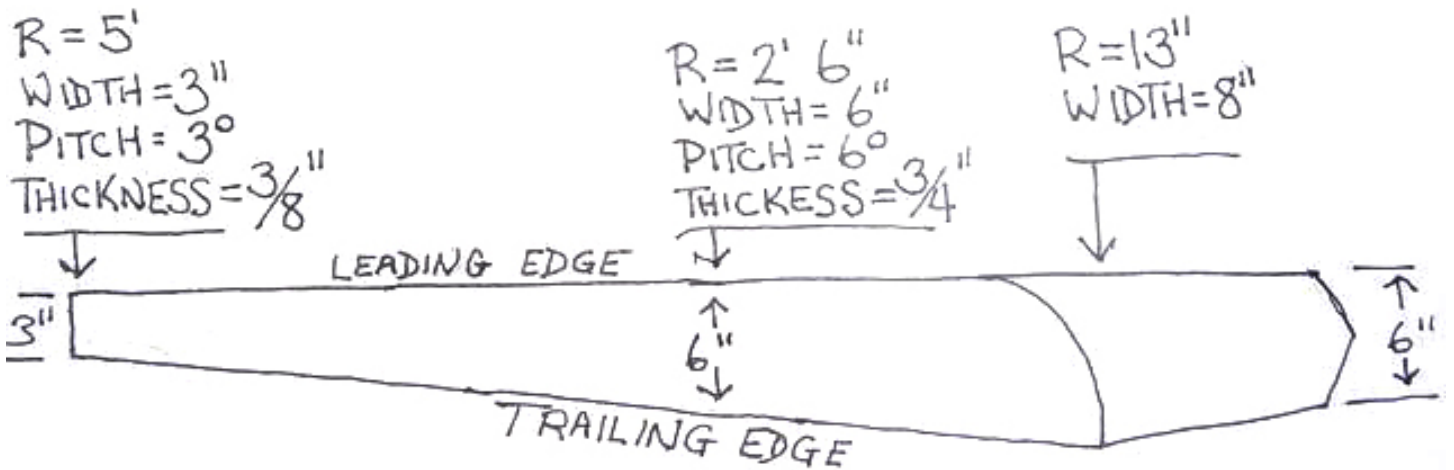 R = 5'
WIDTH = 3"
PITCH = 3°
THICKNESS = 3/8"
R = 2' 6"
WIDTH = 6"
PITCH = 6°
THICKESS = 3/4"
R = 13"
WIDTH = 8"
LEADING EDGE
3"
6"
6"
TRAILING EDGE